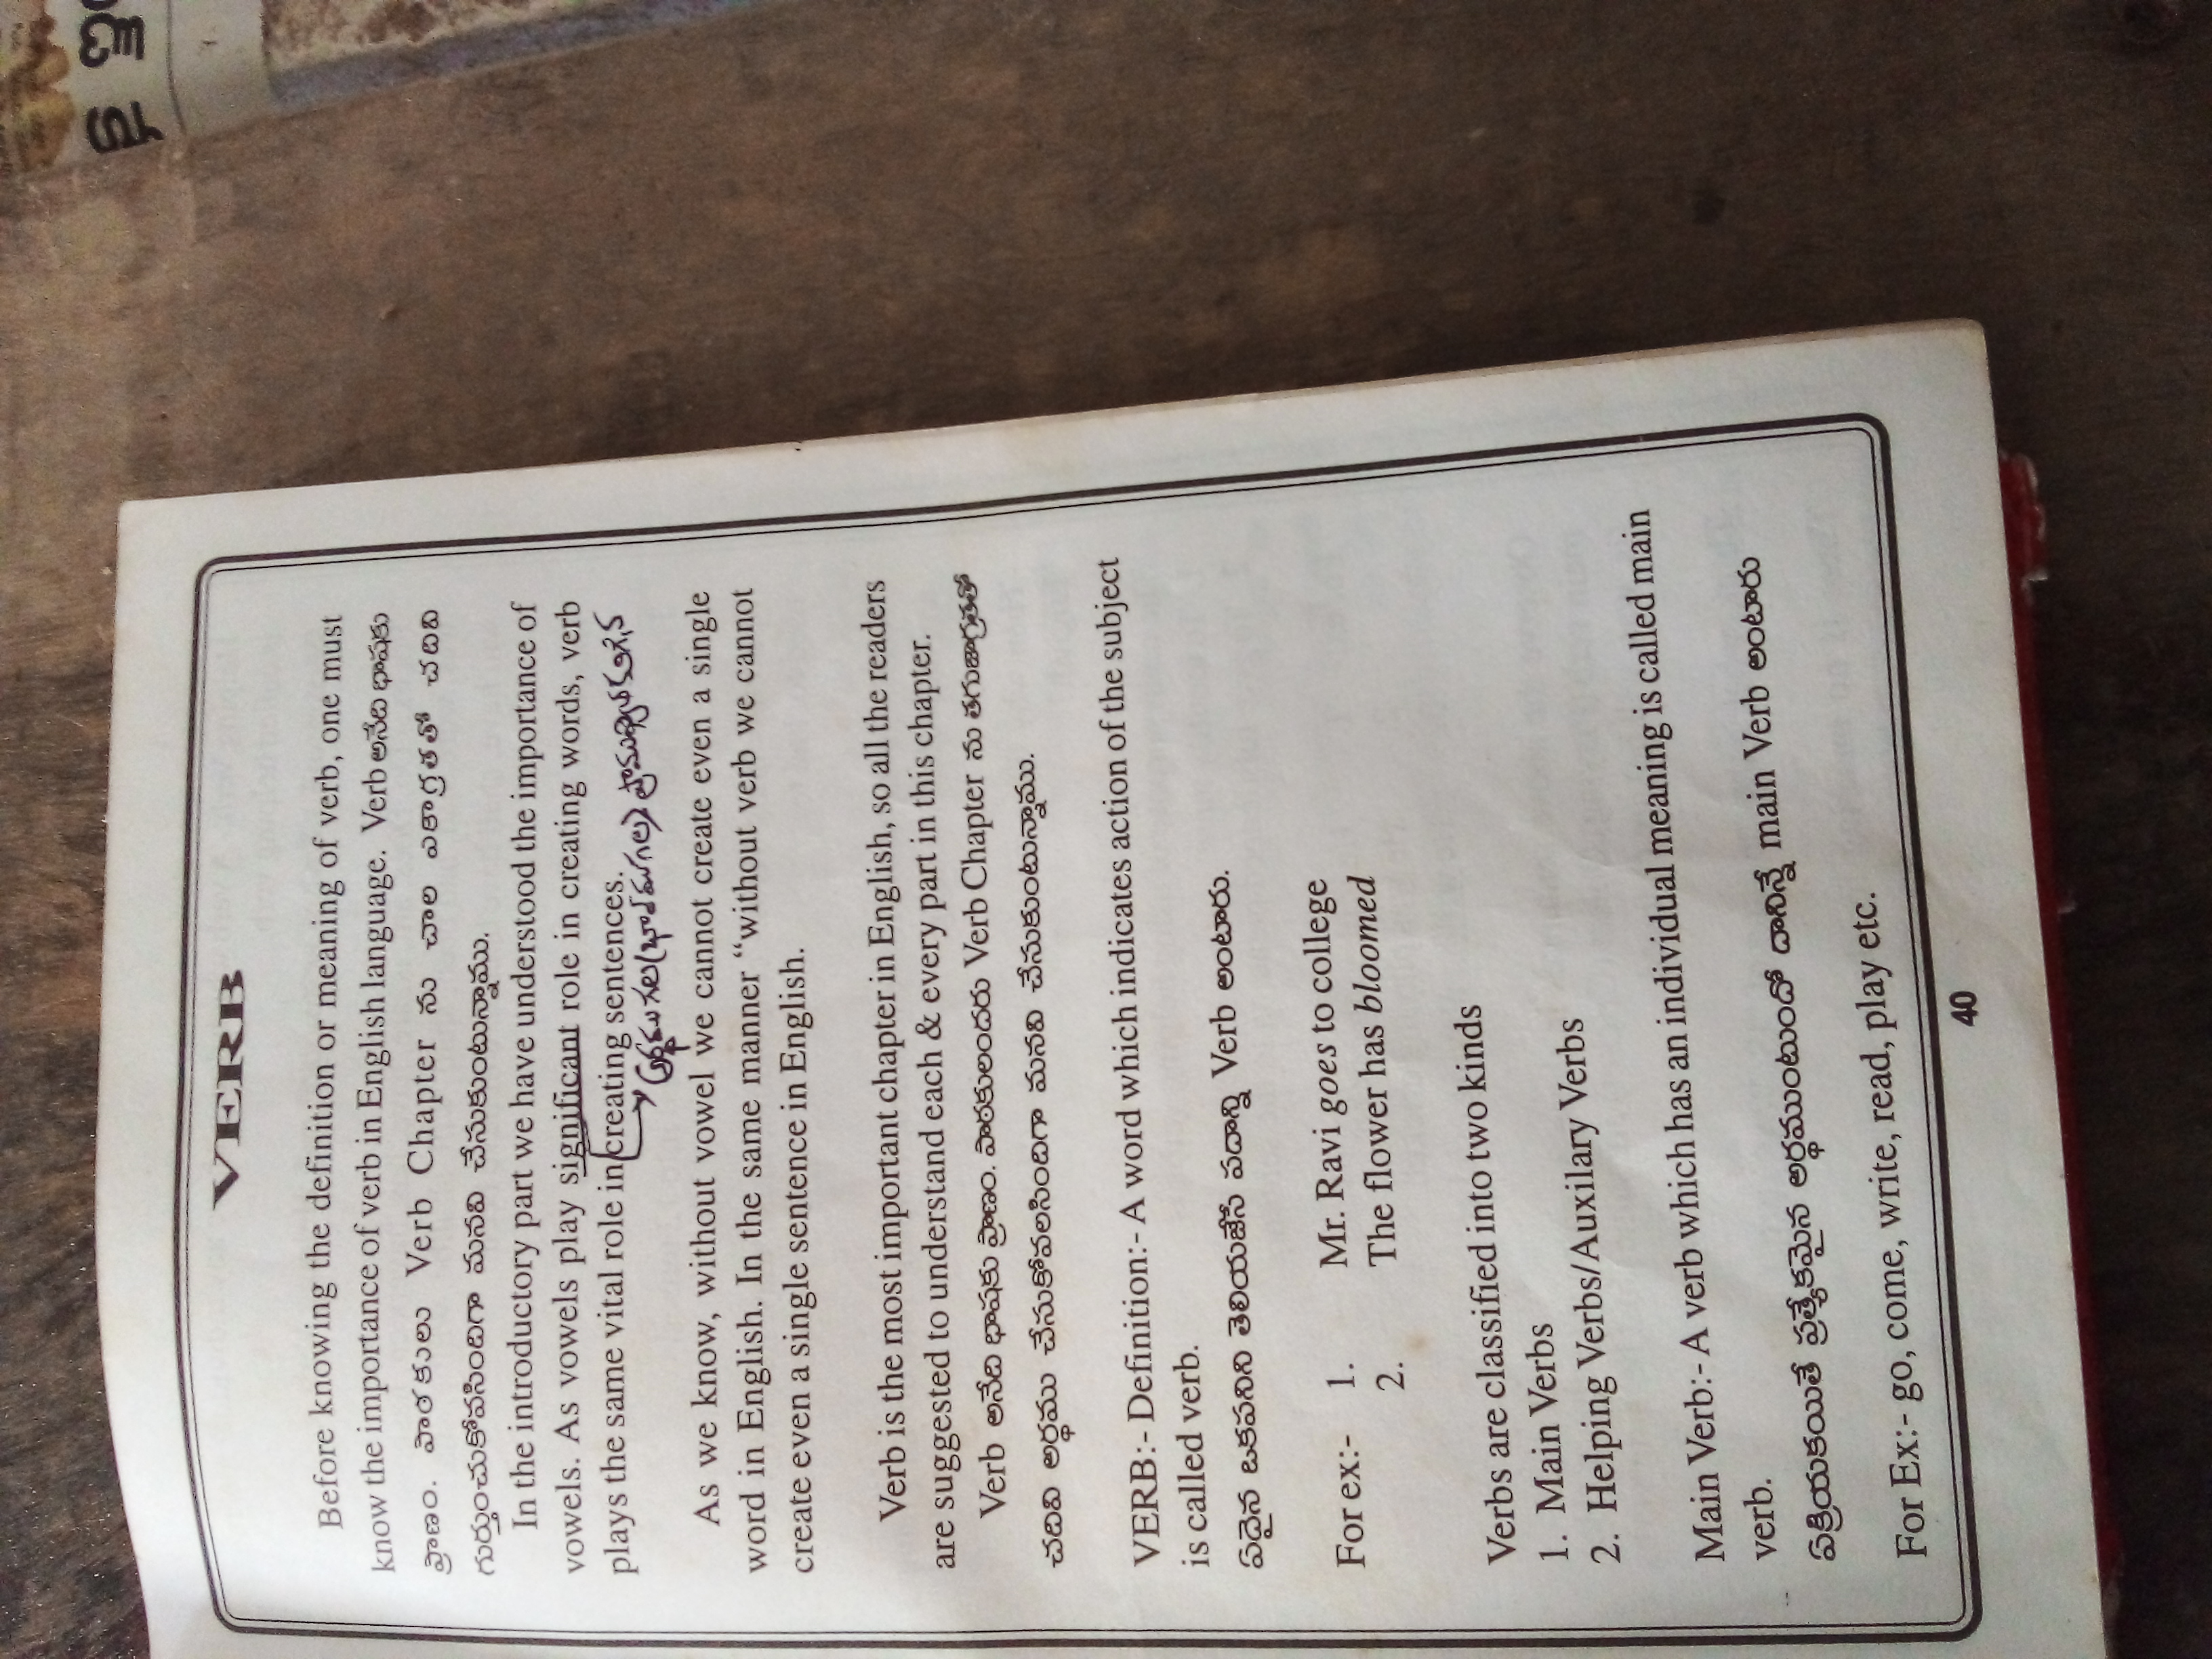 VERB
Before knowing the definition or meaning of verb, one must
know the importance of verb in English language. Verb అనేది భాషకు
ప్రాణం. పాఠకులు Verb Chapter ను చాల ఎకాగ్రతతో చదివి
గుర్తుంచుకోవసిందిగా మనవి చేసుకుంటున్నాము.
In the introductory part we have understood the importance of
vowels. As vowels play significant role in creating words, verb
plays the same vital role in creating sentences.
అర్థము గల
As we know, without vowel we cannot create even a single
word in English. In the same manner “without verb we cannot
create even a single sentence in English.
Verb is the most important chapter in English, so all the readers
are suggested to understand each & every part in this chapter.
Verb అనేది భాషకు ప్రాణం. పాఠకులందరు Verb Chapter ను తగుజాగ్రతతో
చదివి అర్థము చేసుకోవలసిందిగా మనవి చేసుకుంటున్నాము.
VERB:- Definition:- A word which indicates action of the subject
is called verb.
ఏదైన ఒకపనిని తెలియజేసే పదాన్ని Verb అంటారు.
For ex:- 1. Mr. Ravi goes to college
2. The flower has bloomed
Verbs are classified into two kinds
1. Main Verbs
2. Helping Verbs/Auxilary Verbs
Main Verb:- A verb which has an individual meaning is called main
verb.
ఏక్రియకయితే ప్రత్యేకమైన అర్థముంటుందో దానినే్న main Verb అంటారు
For Ex:- go, come, write, read, play etc.
40